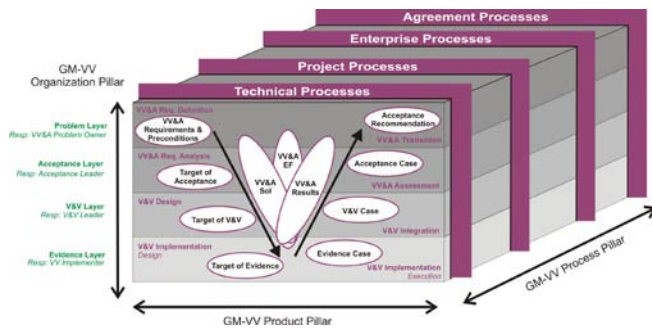 Agreement Processes
Enterprise Processes
Project Processes
Technical Processes
GM-VV
Organization Pillar
Problem Layer
Resp: VV&A Problem Owner
Acceptance Layer
Resp: Acceptance Leader
V&V Layer
Resp: V&V Leader
Evidence Layer
Resp: VV Implementer
VV&A Req. Definition
VV&A
Requirements &
Preconditions
VV&A Req. Analysis
Target of
Acceptance
V&V Design
Target of V&V
V&V Implementation
Design
Target of Evidence
VV&A
Sol
VV&A
EF
VV&A
Results
Acceptance
Recommendation
VV&A Transition
Acceptance Case
VV&A Assessment
V&V Case
V&V Integration
Evidence Case
V&V Implementation
Execution
GM-VV Product Pillar
GM-VV Process Pillar